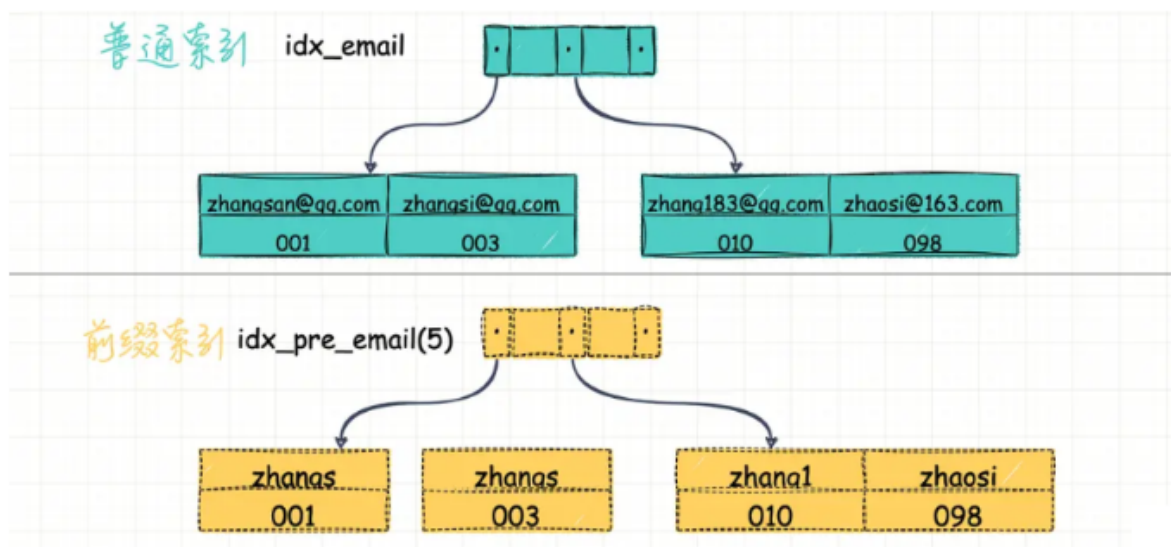 普通索引 idx_email
zhangsan@qq.com zhangsi@qq.com zhang183@qq.com zhaosi@163.com
001 003 010 098
前缀索引 idx_pre_email(5)
zhangs zhangs zhang1 zhaosi
001 003 010 098